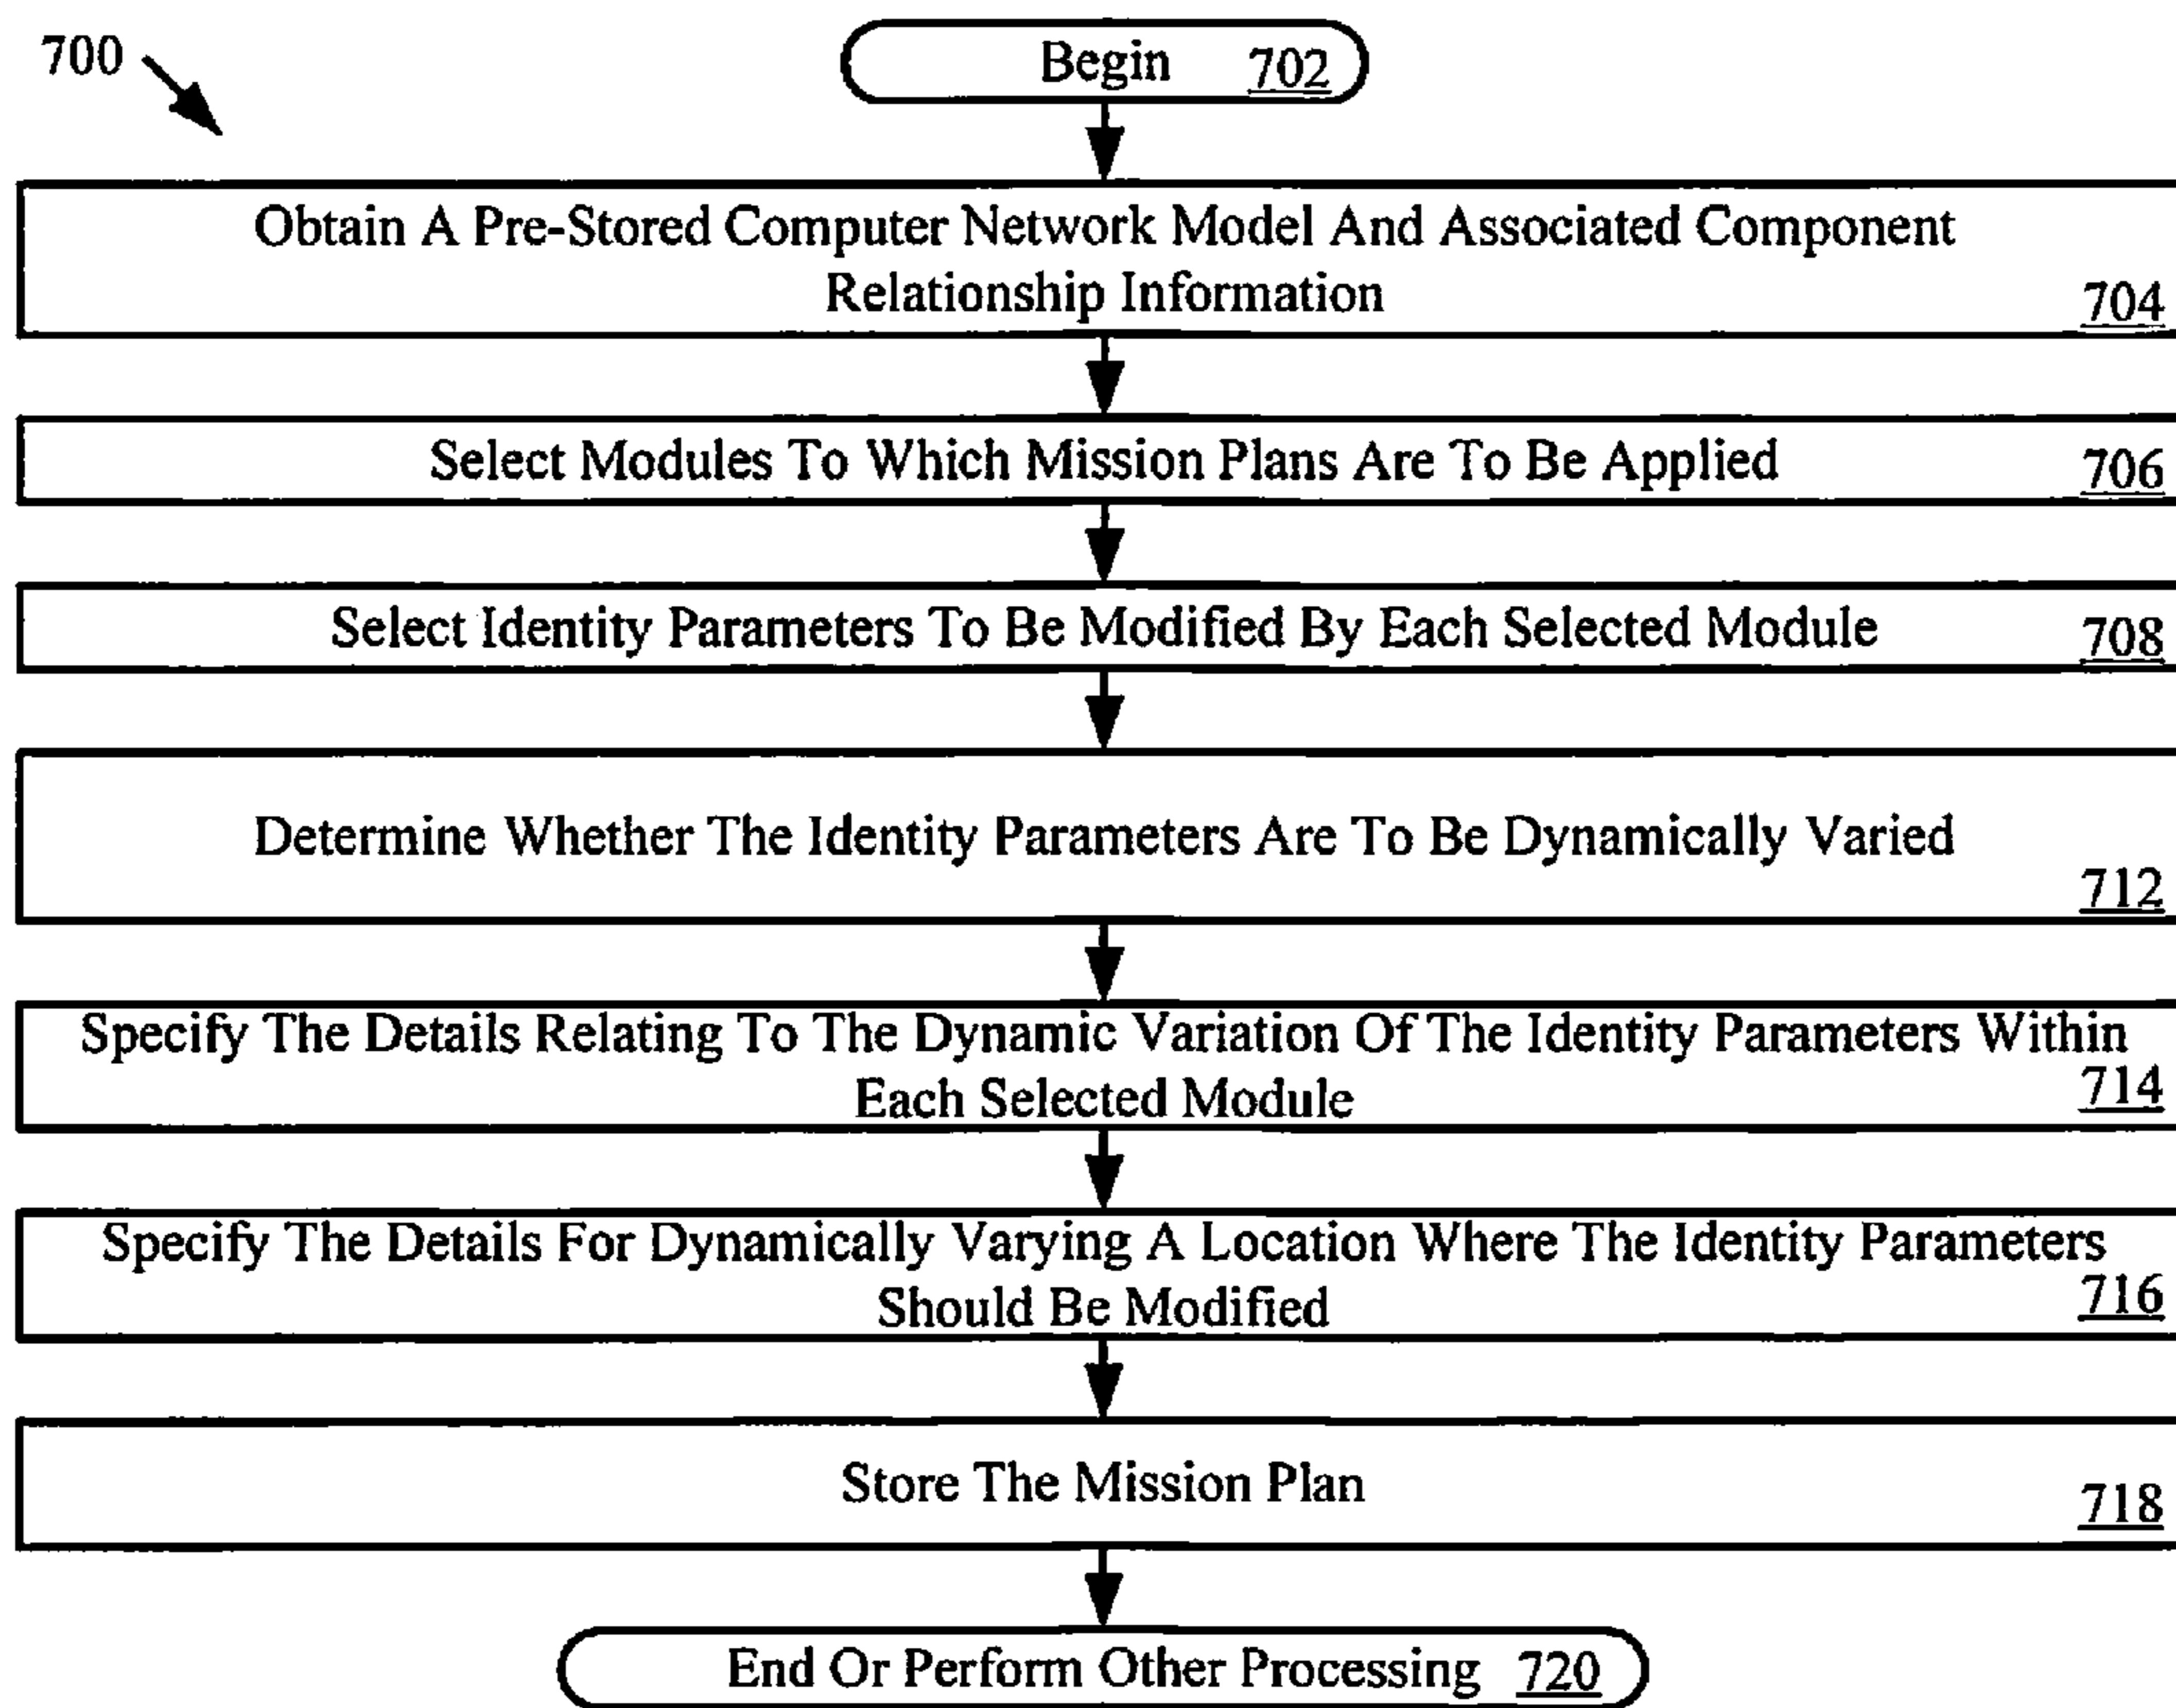 700
Begin 702
Obtain A Pre-Stored Computer Network Model And Associated Component
Relationship Information
704
Select Modules To Which Mission Plans Are To Be Applied 706
Select Identity Parameters To Be Modified By Each Selected Module 708
Determine Whether The Identity Parameters Are To Be Dynamically Varied
712
Specify The Details Relating To The Dynamic Variation Of The Identity Parameters Within
Each Selected Module 714
Specify The Details For Dynamically Varying A Location Where The Identity Parameters
Should Be Modified 716
Store The Mission Plan 718
End Or Perform Other Processing 720